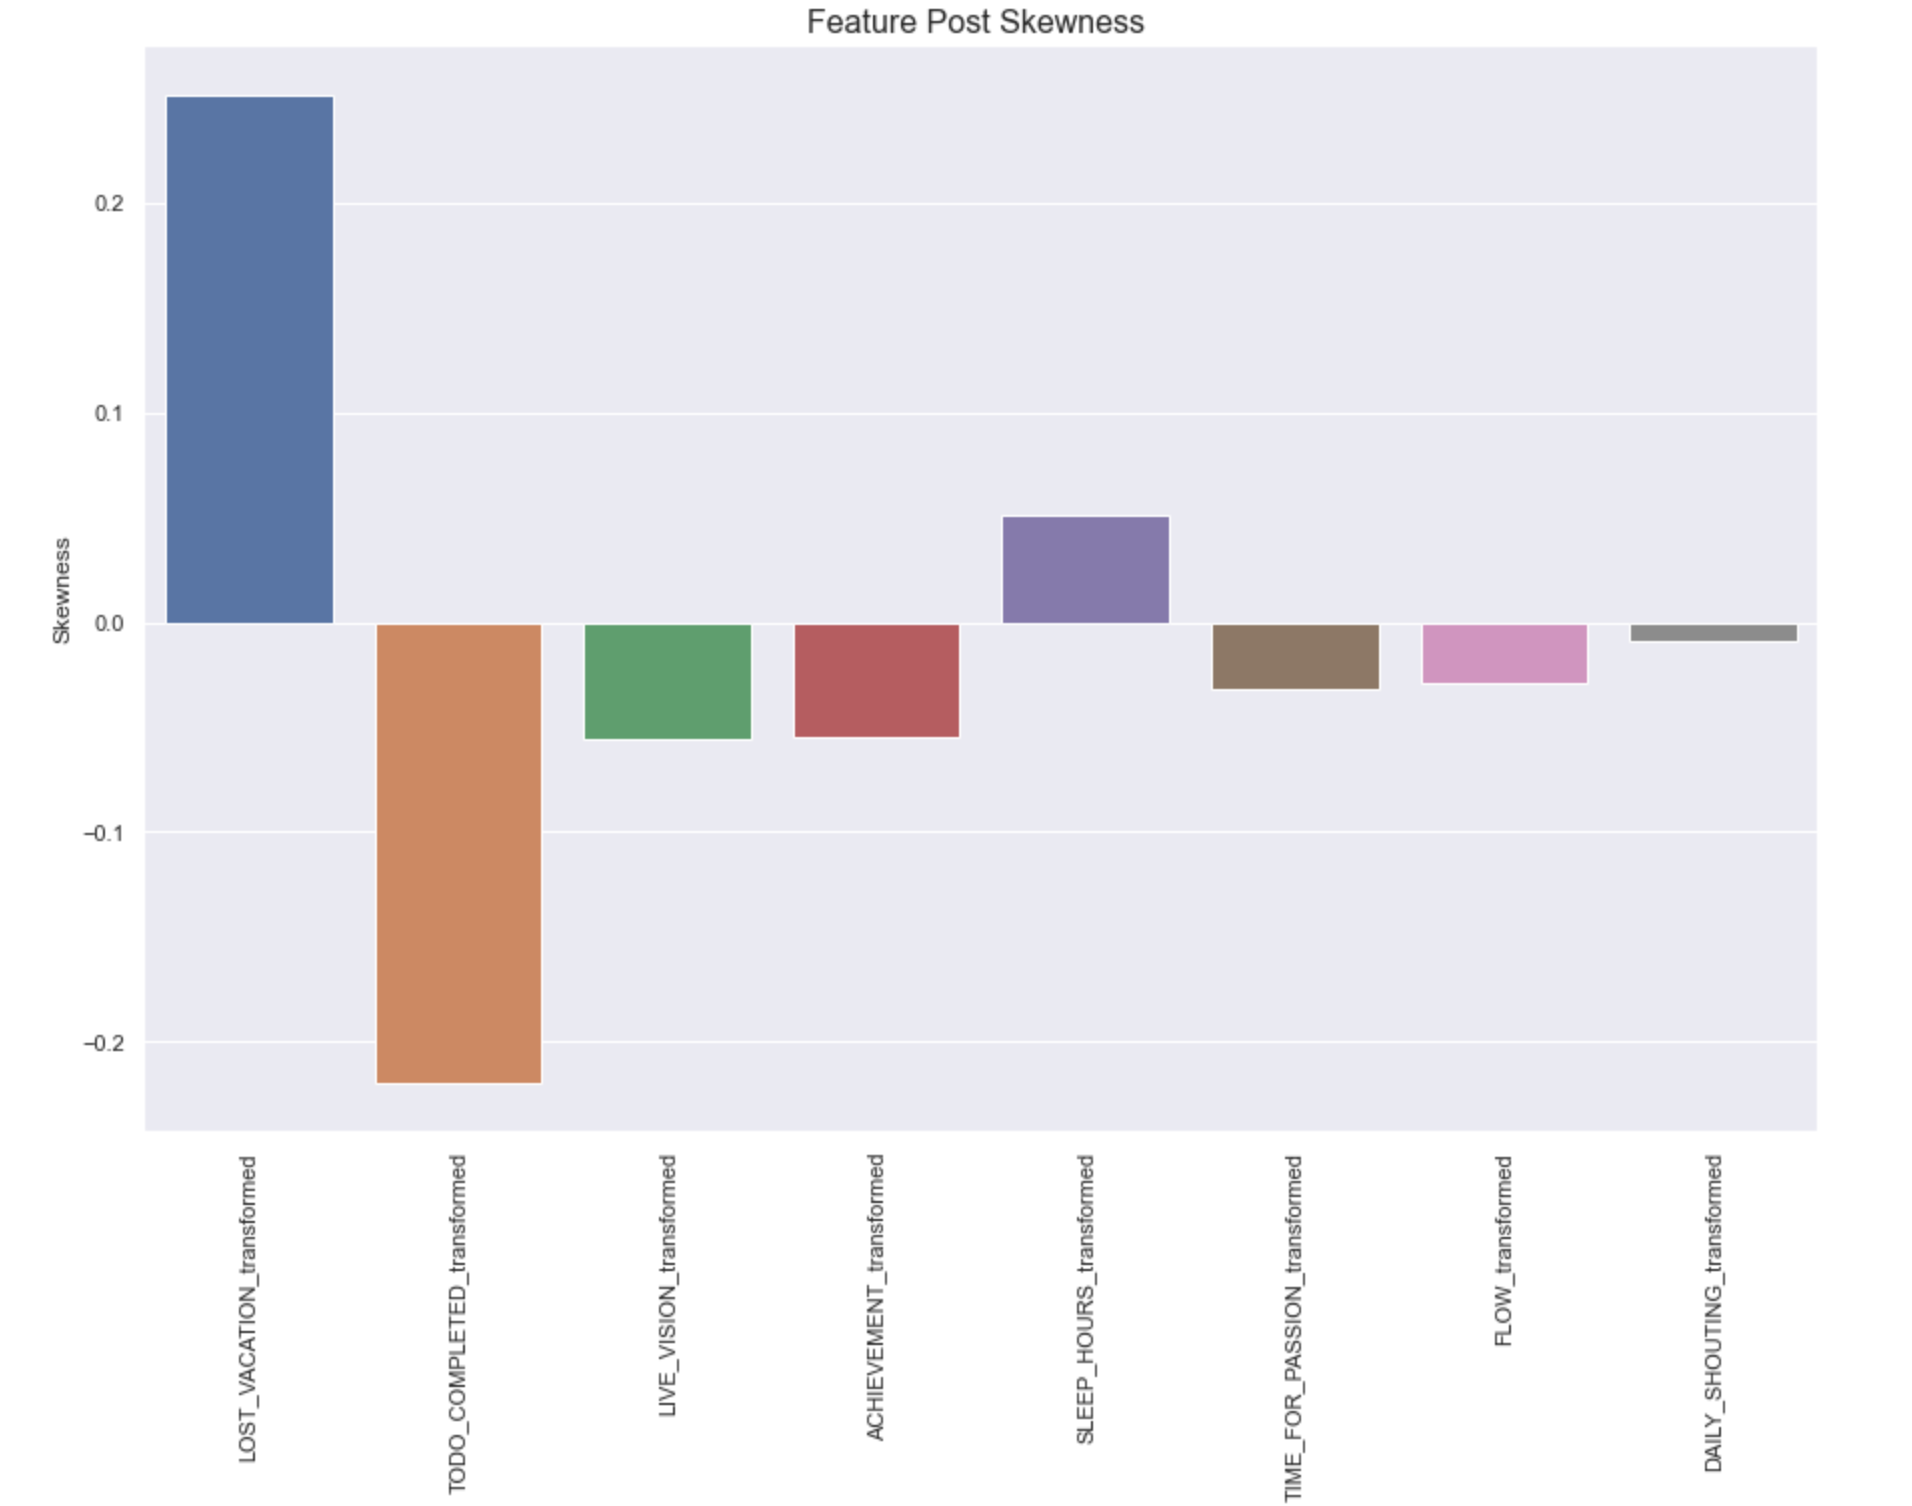 Feature Post Skewness
Skewness
0.2
0.1
0.0
−0.1
−0.2
LOST_VACATION_transformed
TODO_COMPLETED_transformed
LIVE_VISION_transformed
ACHIEVEMENT_transformed
SLEEP_HOURS_transformed
TIME_FOR_PASSION_transformed
FLOW_transformed
DAILY_SHOUTING_transformed